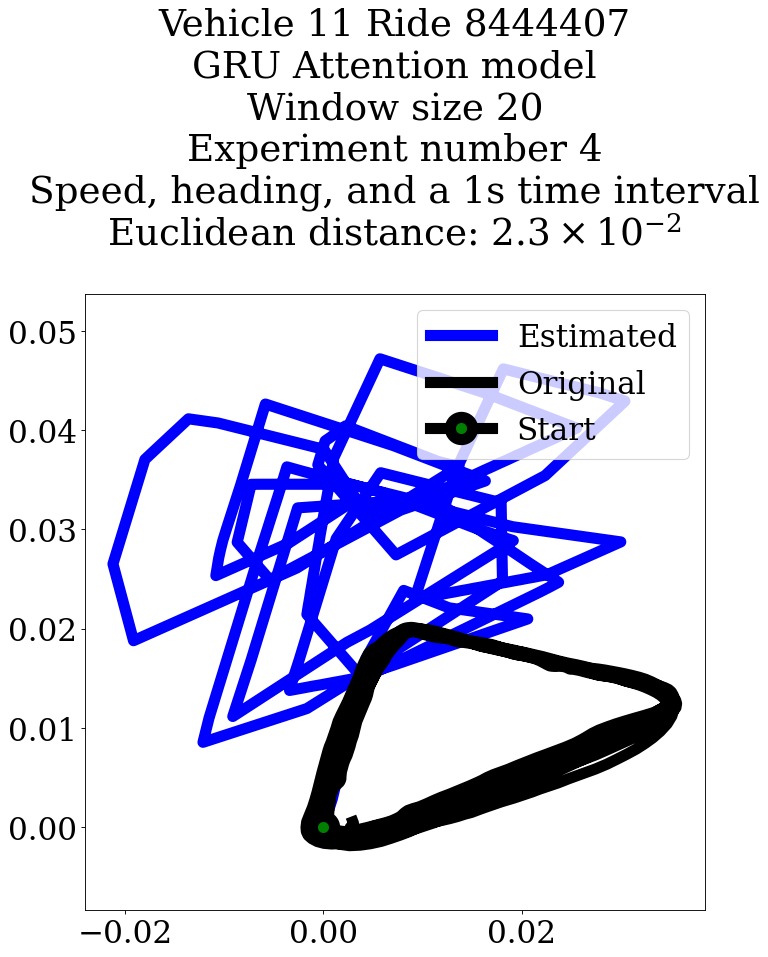 Vehicle 11 Ride 8444407
GRU Attention model
Window size 20
Experiment number 4
Speed, heading, and a 1s time interval
Euclidean distance: 2.3 × 10⁻²
Estimated
Original
Start
0.05
0.04
0.03
0.02
0.01
0.00
−0.02
0.00
0.02